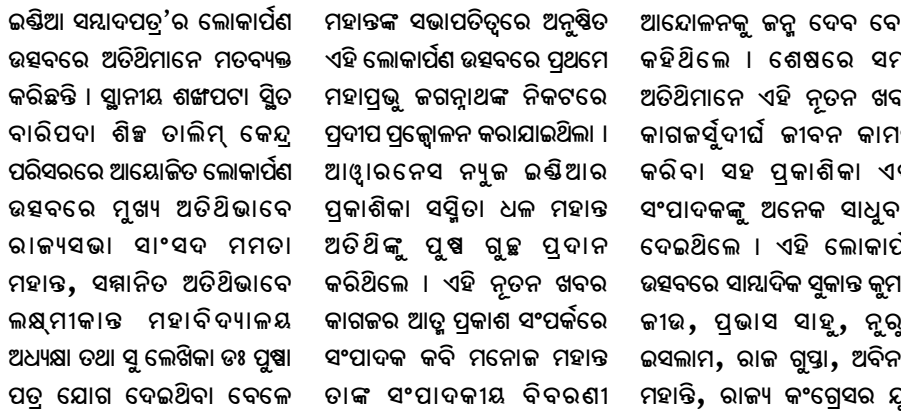 ଇଣ୍ଡିଆ ସମ୍ବାଦପତ୍ର'ର ଲୋକାର୍ପଣ
ଉତ୍ସବରେ ଅତିଥିମାନେ ମତବ୍ୟକ୍ତ
କରିଛନ୍ତି । ସ୍ଥାନୀୟ ଶଙ୍ଖପଟା ସ୍ଥିତ
ବାରିପଦା ଶିଳ୍ପ ତାଲିମ୍ କେନ୍ଦ୍ର
ପରିସରରେ ଆୟୋଜିତ ଲୋକାର୍ପଣ
ଉତ୍ସବରେ ମୁଖ୍ୟ ଅତିଥିଭାବେ
ରାଜ୍ୟସଭା ସାଂସଦ ମମତା
ମହାନ୍ତ, ସମ୍ମାନିତ ଅତିଥିଭାବେ
ଲକ୍ଷ୍ମୀକାନ୍ତ ମହାବିଦ୍ୟାଳୟ
ଅଧ୍ୟକ୍ଷା ତଥା ସୁ ଲେଖିକା ଡଃ ପୁଷ୍ପା
ପତ୍ର ଯୋଗ ଦେଇଥିବା ବେଳେ
ମହାନ୍ତଙ୍କ ସଭାପତିତ୍ୱରେ ଅନୁଷ୍ଠିତ
ଏହି ଲୋକାର୍ପଣ ଉତ୍ସବରେ ପ୍ରଥମେ
ମହାପ୍ରଭୁ ଜଗନ୍ନାଥଙ୍କ ନିକଟରେ
ପ୍ରଦୀପ ପ୍ରଜ୍ୱୋଳନ କରାଯାଇଥିଲା ।
ଆଓ୍ବାରନେସ ନ୍ୟୁଜ ଇଣ୍ଡିଆର
ପ୍ରକାଶିକା ସସ୍ମିତା ଧଳ ମହାନ୍ତ
ଅତିଥିଙ୍କୁ ପୁଷ୍ପ ଗୁଚ୍ଛ ପ୍ରଦାନ
କରିଥିଲେ । ଏହି ନୂତନ ଖବର
କାଗଜର ଆତ୍ମ ପ୍ରକାଶ ସଂପର୍କରେ
ସଂପାଦକ କବି ମନୋଜ ମହାନ୍ତ
ତାଙ୍କ ସଂପାଦକୀୟ ବିବରଣୀ
ଆନ୍ଦୋଳନକୁ ଜନ୍ମ ଦେବ
କହିଥିଲେ । ଶେଷରେ
ଅତିଥିମାନେ ଏହି ନୂତନ
କାଗଜର୍ସୁଦୀର୍ଘ ଜୀବନ
କରିବା ସହ ପ୍ରକାଶିକା
ସଂପାଦକଙ୍କୁ ଅନେକ
ଦେଇଥିଲେ । ଏହି
ଉତ୍ସବରେ ସାମ୍ବାଦିକ ସୁକାନ୍ତ
ଜୀଉ, ପ୍ରଭାସ ସାହୁ,
ଇସଲାମ, ରାଜ ଗୁପ୍ତା,
ମହାନ୍ତି, ରାଜ୍ୟ କଂଗ୍ରେସର